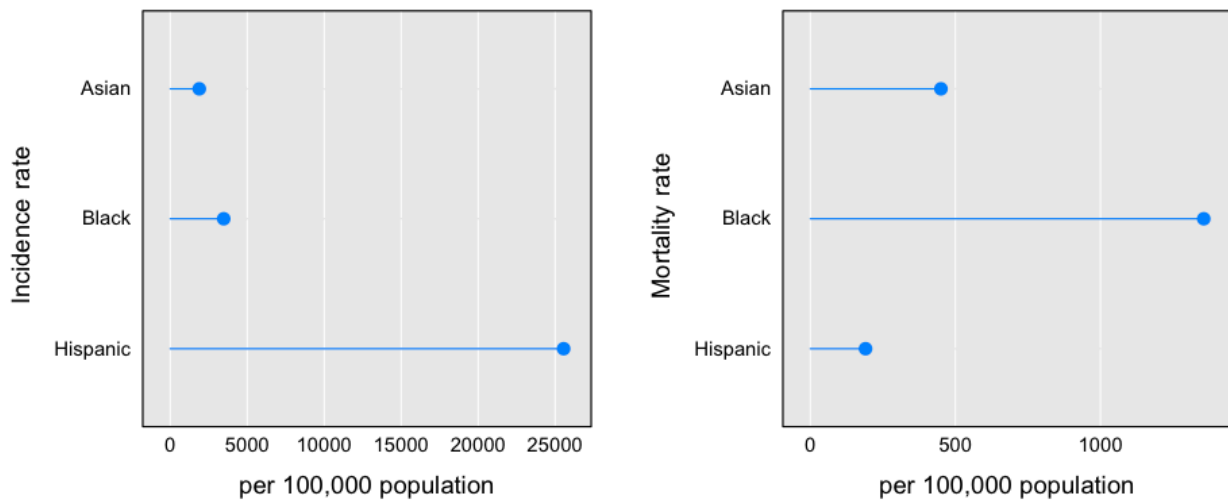 Incidence rate
Asian
Black
Hispanic
0 5000 10000 15000 20000 25000
per 100,000 population
Mortality rate
Asian
Black
Hispanic
0 500 1000
per 100,000 population